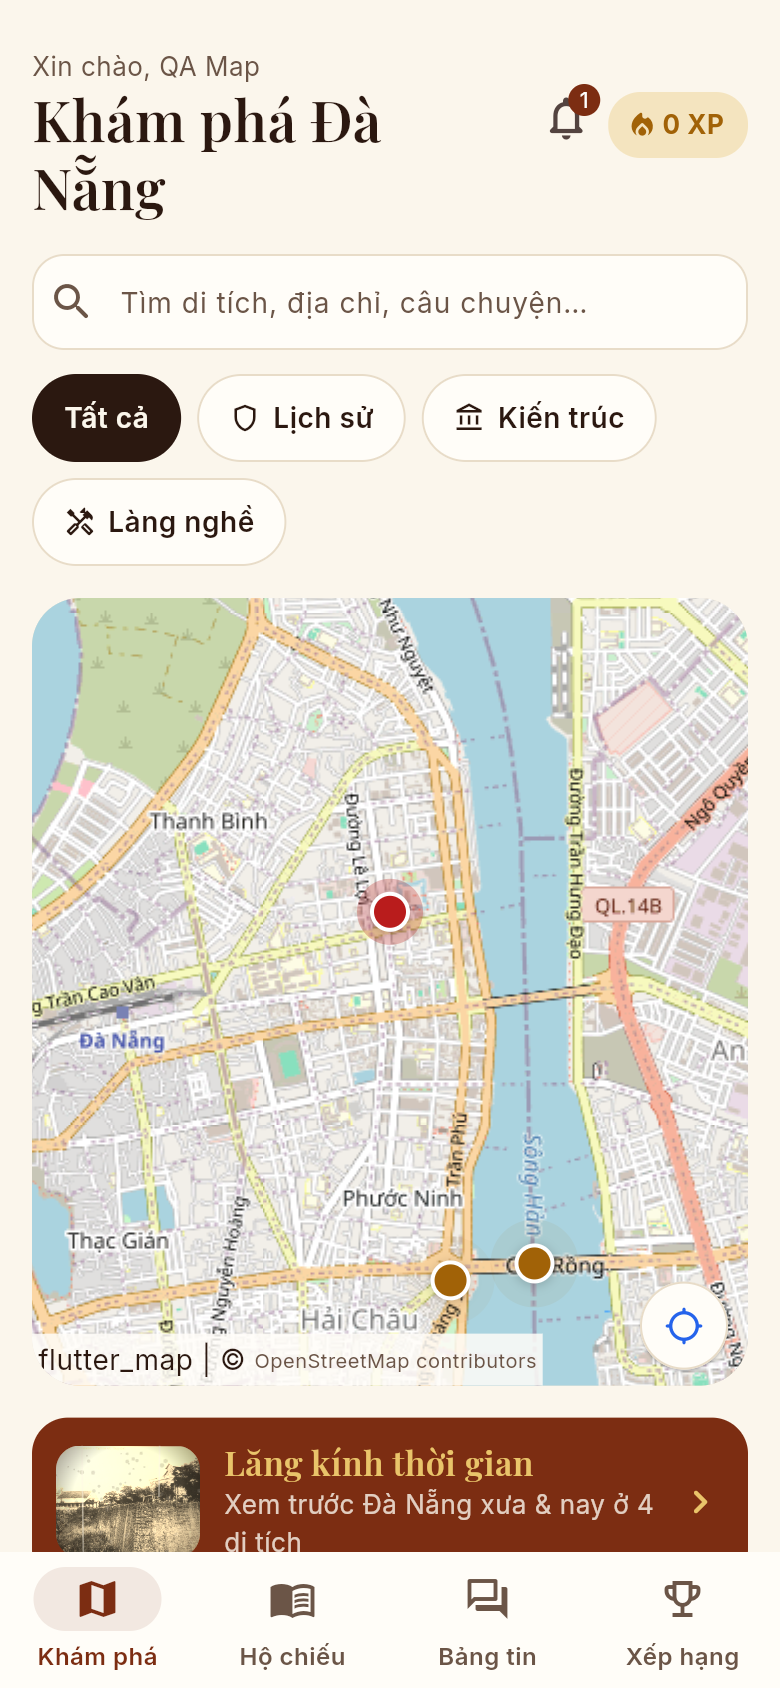 Xin chào, QA Map
Khám phá Đà
Nẵng
1
0 XP
Tìm di tích, địa chỉ, câu chuyện...
Tất cả
Lịch sử
Kiến trúc
Làng nghề
Như Nguyệt
Thanh Bình
Đường Lê Lợi
Đường Trần Hưng Đạo
Ngô Quyền
QL.14B
g Trần Cao Vân
Đà Nẵng
An
Trần Phú
Sông Hàn
Phước Ninh
Thạc Gián
g Nguyễn Hoàng
Rồng
Hải Châu
flutter_map | © OpenStreetMap contributors
Lăng kính thời gian
Xem trước Đà Nẵng xưa & nay ở 4
di tích
Khám phá
Hộ chiếu
Bảng tin
Xếp hạng